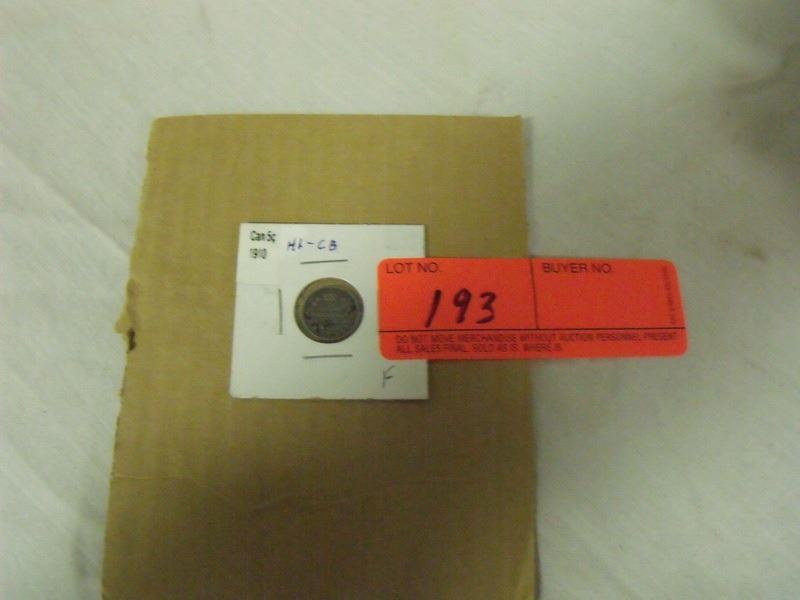 Can 5¢
1910
HL-CB
F
LOT NO.
193
BUYER NO.
DO NOT MOVE MERCHANDISE WITHOUT AUCTION PERSONNEL PRESENT
ALL SALES FINAL. SOLD AS IS. WHERE IS.